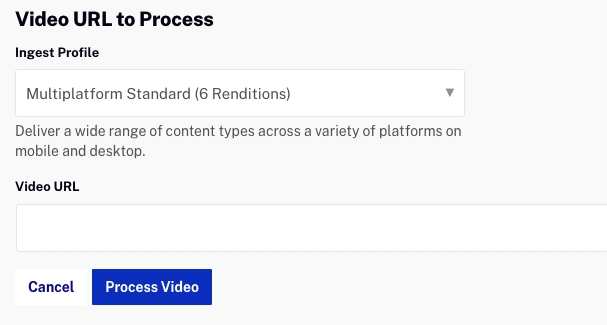 Video URL to Process
Ingest Profile
Multiplatform Standard (6 Renditions)
Deliver a wide range of content types across a variety of platforms on
mobile and desktop.
Video URL
Cancel
Process Video